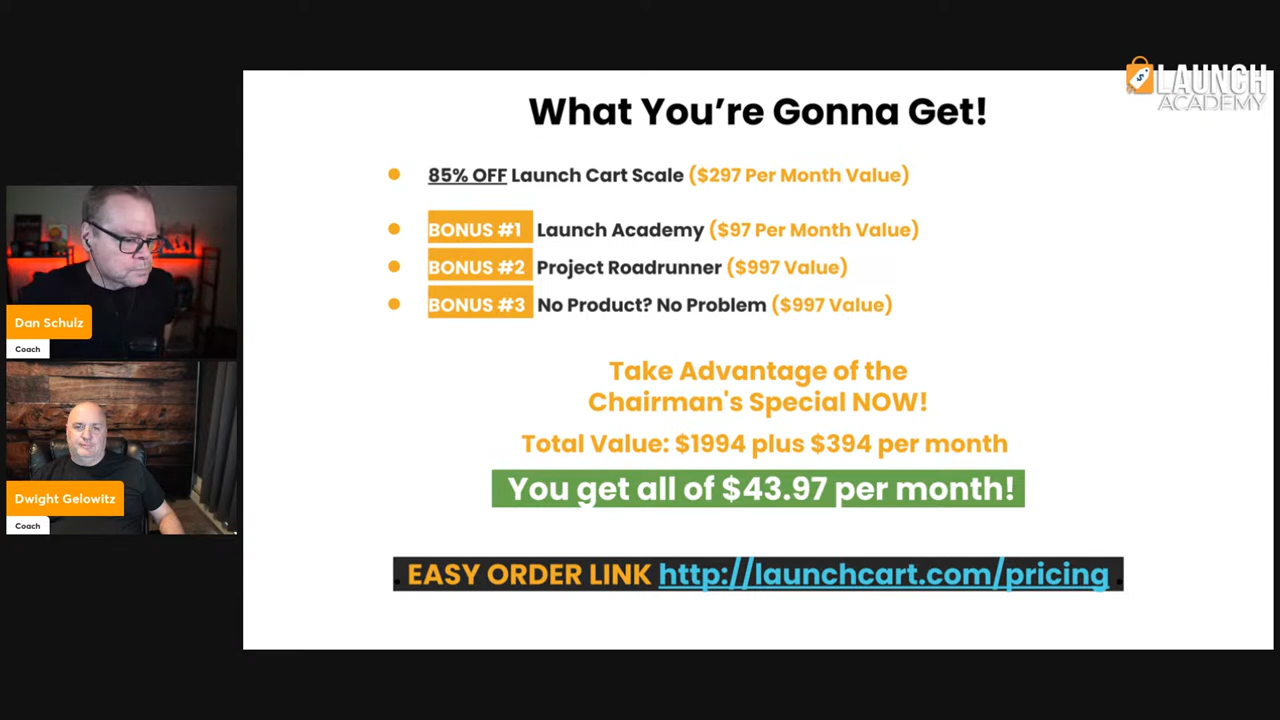 LAUNCH
ACADEMY
What You're Gonna Get!
85% OFF Launch Cart Scale ($297 Per Month Value)
BONUS #1 Launch Academy ($97 Per Month Value)
BONUS #2 Project Roadrunner ($997 Value)
BONUS #3 No Product? No Problem ($997 Value)
Take Advantage of the
Chairman's Special NOW!
Total Value: $1994 plus $394 per month
You get all of $43.97 per month!
. EASY ORDER LINK http://launchcart.com/pricing .
Dan Schulz
Coach
Dwight Gelowitz
Coach